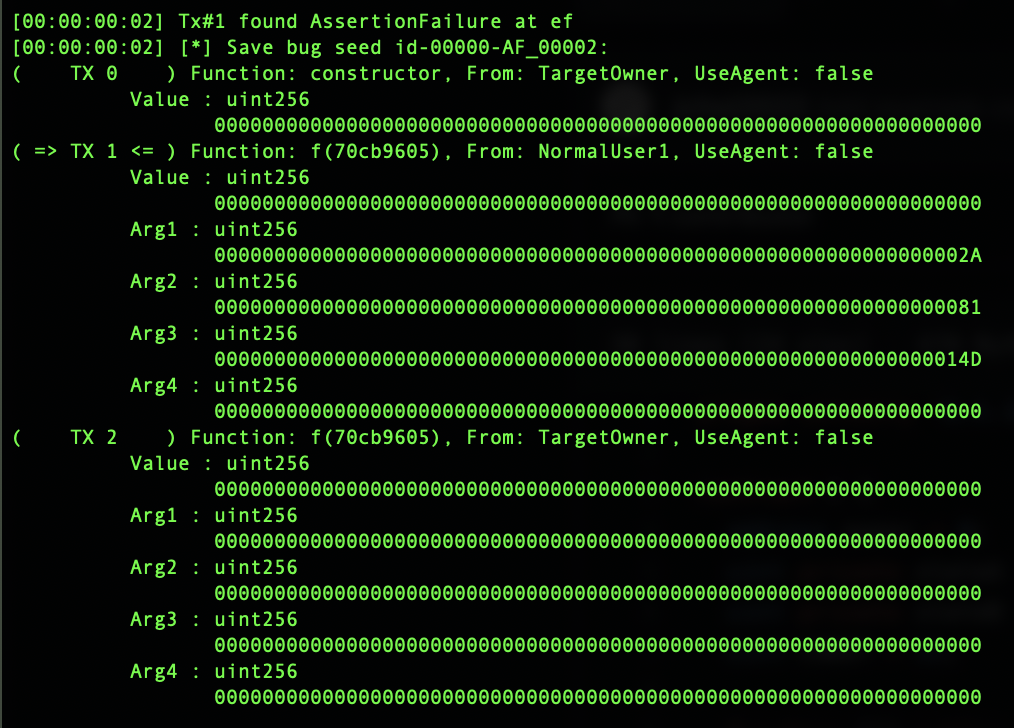 [00:00:00:02] Tx#1 found AssertionFailure at ef
[00:00:00:02] [*] Save bug seed id-00000-AF_00002:
(    TX 0    ) Function: constructor, From: TargetOwner, UseAgent: false
Value : uint256
0000000000000000000000000000000000000000000000000000000000000000
( => TX 1 <= ) Function: f(70cb9605), From: NormalUser1, UseAgent: false
Value : uint256
0000000000000000000000000000000000000000000000000000000000000000
Arg1 : uint256
000000000000000000000000000000000000000000000000000000000000002A
Arg2 : uint256
0000000000000000000000000000000000000000000000000000000000000081
Arg3 : uint256
000000000000000000000000000000000000000000000000000000000000014D
Arg4 : uint256
0000000000000000000000000000000000000000000000000000000000000000
(    TX 2    ) Function: f(70cb9605), From: TargetOwner, UseAgent: false
Value : uint256
0000000000000000000000000000000000000000000000000000000000000000
Arg1 : uint256
0000000000000000000000000000000000000000000000000000000000000000
Arg2 : uint256
0000000000000000000000000000000000000000000000000000000000000000
Arg3 : uint256
0000000000000000000000000000000000000000000000000000000000000000
Arg4 : uint256
0000000000000000000000000000000000000000000000000000000000000000